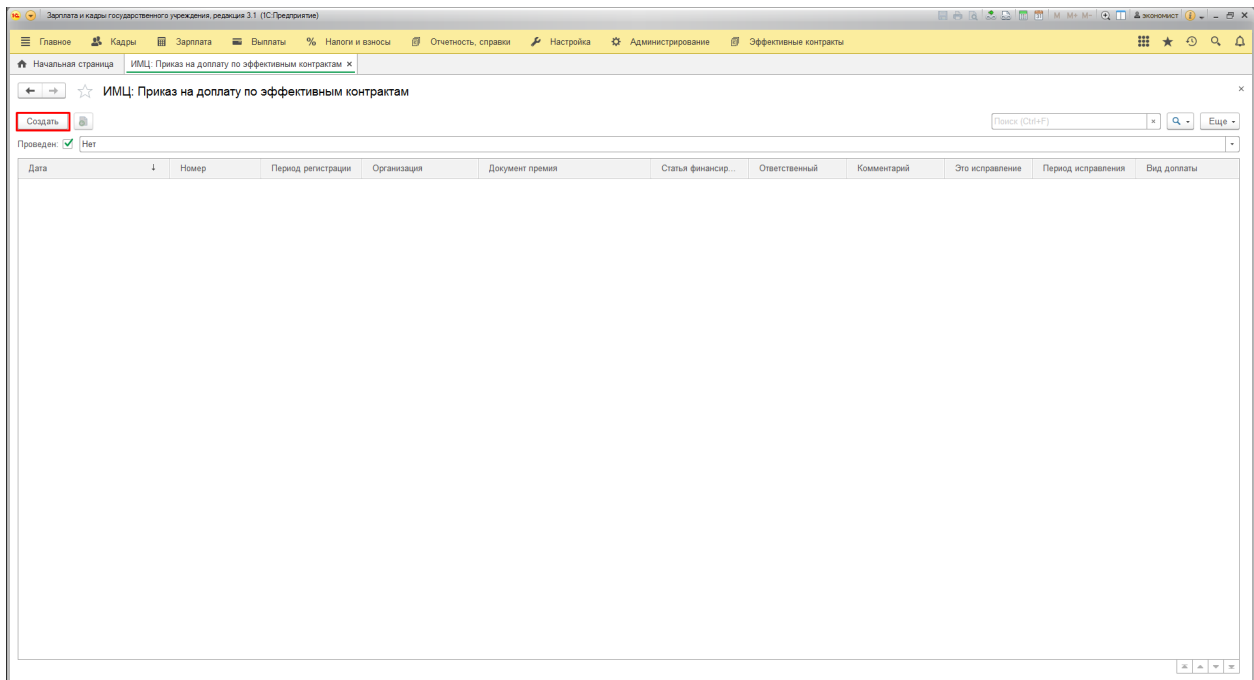 Зарплата и кадры государственного учреждения, редакция 3.1 (1С:Предприятие) M M+ M- экономист
Главное Кадры Зарплата Выплаты % Налоги и взносы Отчетность, справки Настройка Администрирование Эффективные контракты
Начальная страница ИМЦ: Приказ на доплату по эффективным контрактам ×
ИМЦ: Приказ на доплату по эффективным контрактам ×
Создать Поиск (Ctrl+F) × Еще
Проведен: Нет
Дата ↓ Номер Период регистрации Организация Документ премия Статья финансир... Ответственный Комментарий Это исправление Период исправления Вид доплаты